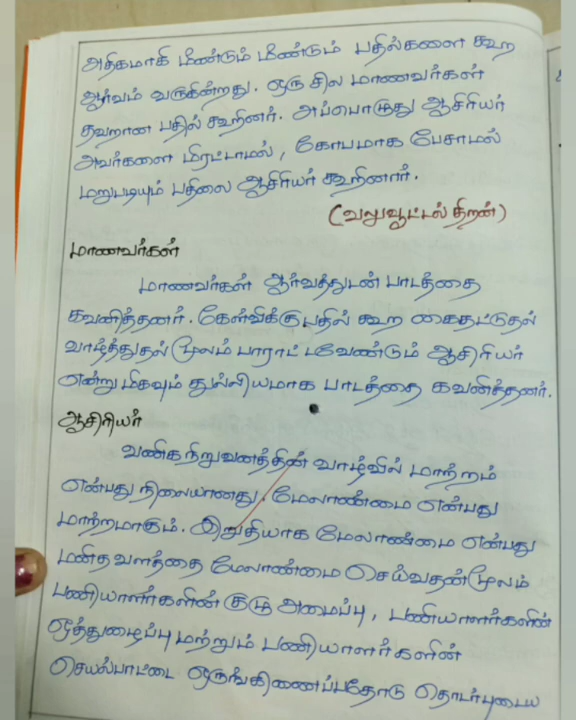 அதிகமாகி மீண்டும் மீண்டும் பதில்களை கூற
ஆர்வம் வருகின்றது. ஒரு சில மாணவர்கள்
தவறான பதில் கூறினர். அப்பொழுது ஆசிரியர்
அவர்களை மிரட்டாமல், கோபமாக பேசாமல்
மறுபடியும் பதிலை ஆசிரியர் கூறினார்.
(வலுவூட்டல் திறன்)
மாணவர்கள்
மாணவர்கள் ஆர்வத்துடன் பாடத்தை
கவனித்தனர். கேள்விக்கு பதில் கூற கைதட்டுதல்
வாழ்த்துதல் மூலம் பாராட்டவேண்டும் ஆசிரியர்
என்று மிகவும் துல்லியமாக பாடத்தை கவனித்தனர்.
ஆசிரியர்
வணிக நிறுவனத்தின் வாழ்வில் மாற்றம்
என்பது நிலையானது. மேலாண்மை என்பது
மாற்றமாகும். இறுதியாக மேலாண்மை என்பது
மனித வளத்தை மேலாண்மை செய்வதன் மூலம்
பணியாளர்களின் குழு அமைப்பு, பணியாளர்களின்
ஒத்துழைப்பு மற்றும் பணியாளர்களின்
செயல்பாட்டை ஒருங்கிணைப்பதோடு தொடர்புடைய